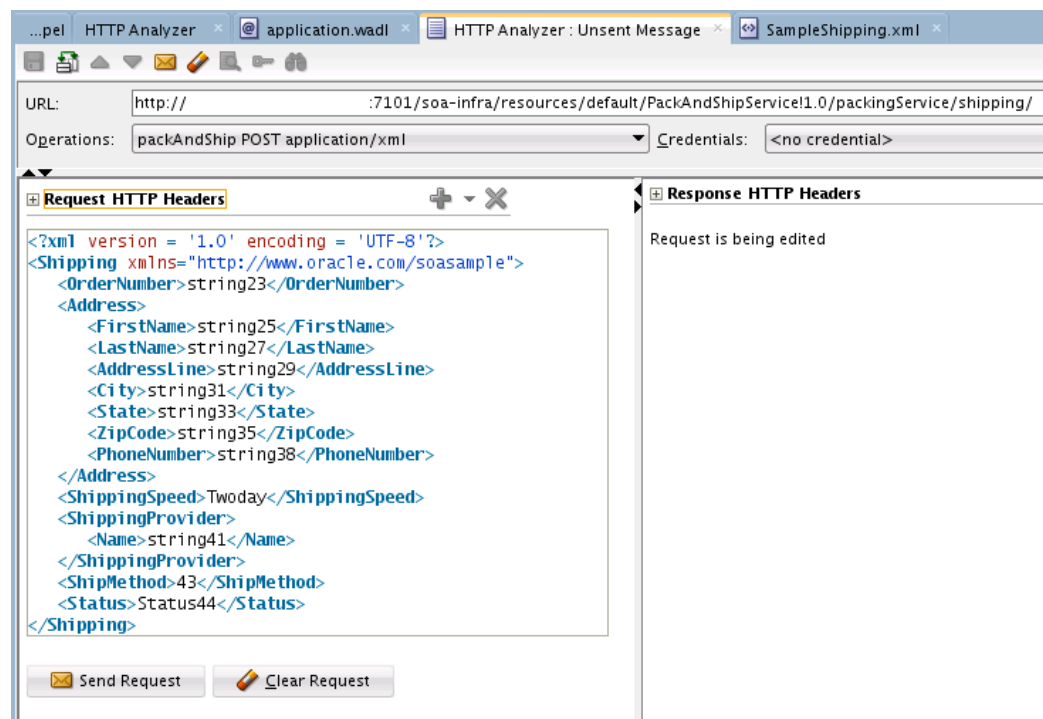 ...pel HTTP Analyzer application.wadl HTTP Analyzer : Unsent Message SampleShipping.xml
URL: http:// :7101/soa-infra/resources/default/PackAndShipService!1.0/packingService/shipping/
Operations: packAndShip POST application/xml Credentials: <no credential>
Request HTTP Headers
<?xml version = '1.0' encoding = 'UTF-8'?>
<Shipping xmlns="http://www.oracle.com/soasample">
<OrderNumber>string23</OrderNumber>
<Address>
<FirstName>string25</FirstName>
<LastName>string27</LastName>
<AddressLine>string29</AddressLine>
<City>string31</City>
<State>string33</State>
<ZipCode>string35</ZipCode>
<PhoneNumber>string38</PhoneNumber>
</Address>
<ShippingSpeed>Twoday</ShippingSpeed>
<ShippingProvider>
<Name>string41</Name>
</ShippingProvider>
<ShipMethod>43</ShipMethod>
<Status>Status44</Status>
</Shipping>
Send Request Clear Request
Response HTTP Headers
Request is being edited